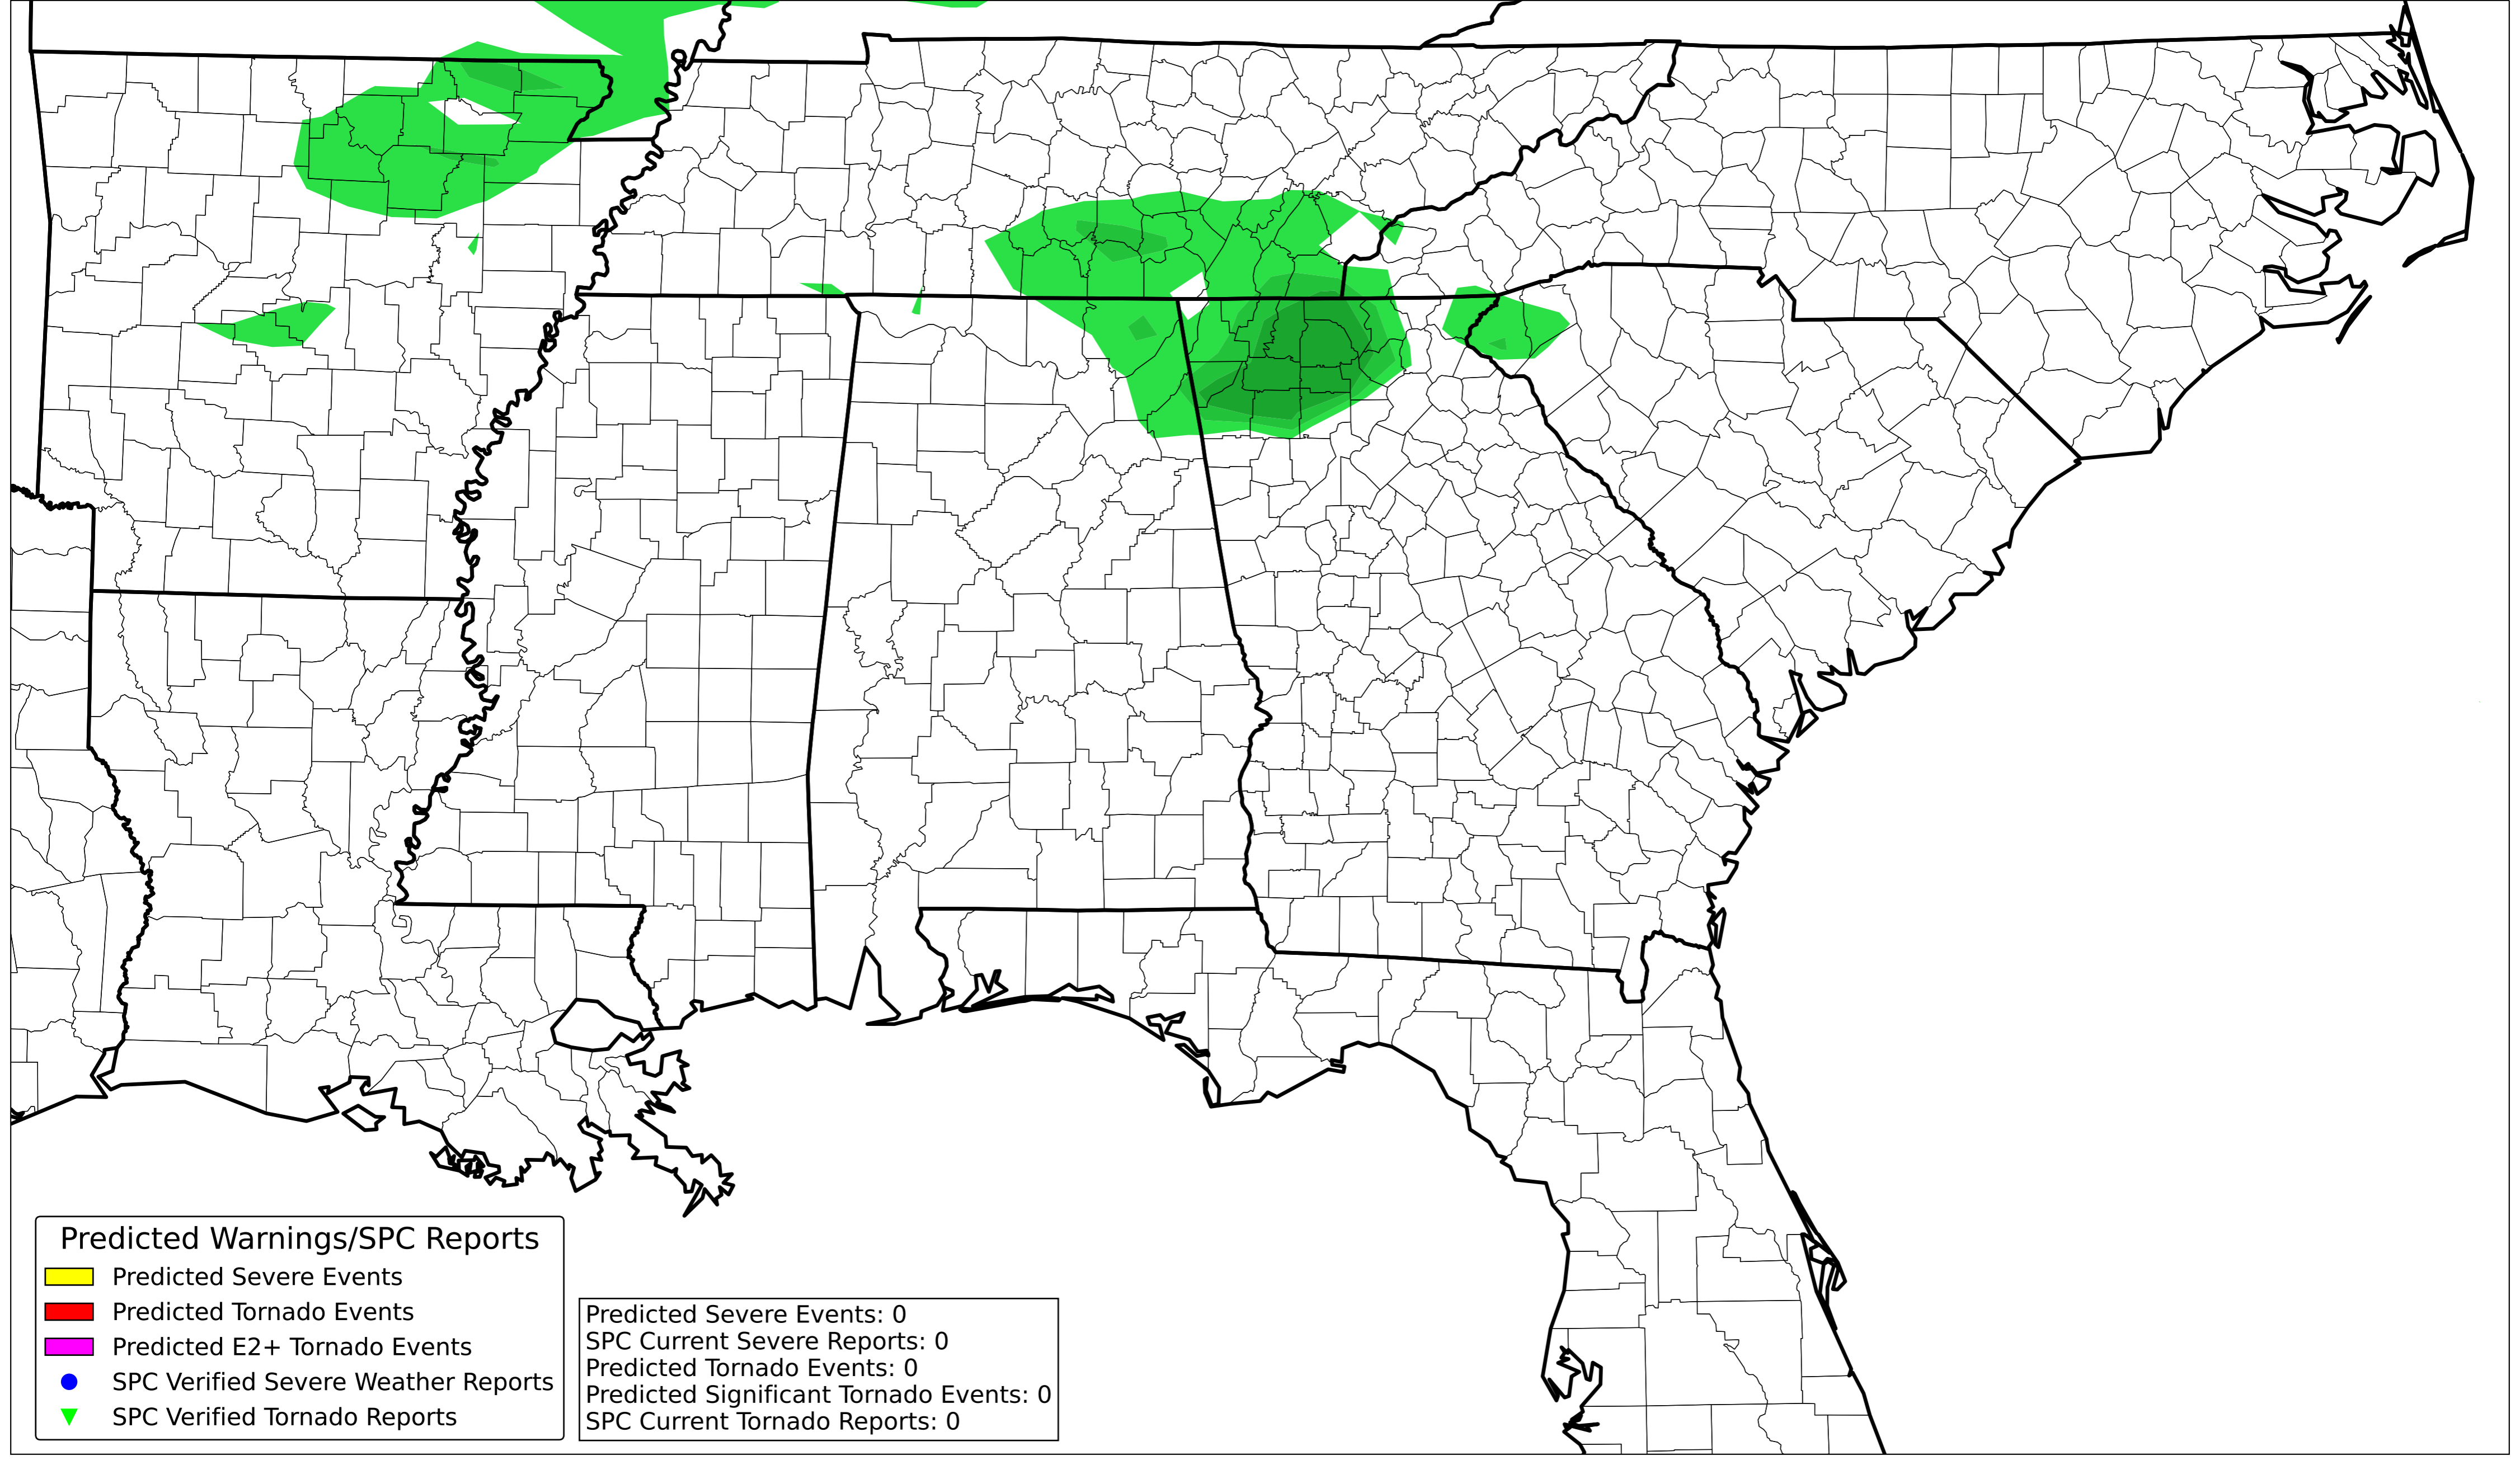 Predicted Warnings/SPC Reports
Predicted Severe Events
Predicted Tornado Events
Predicted E2+ Tornado Events
SPC Verified Severe Weather Reports
SPC Verified Tornado Reports
Predicted Severe Events: 0
SPC Current Severe Reports: 0
Predicted Tornado Events: 0
Predicted Significant Tornado Events: 0
SPC Current Tornado Reports: 0